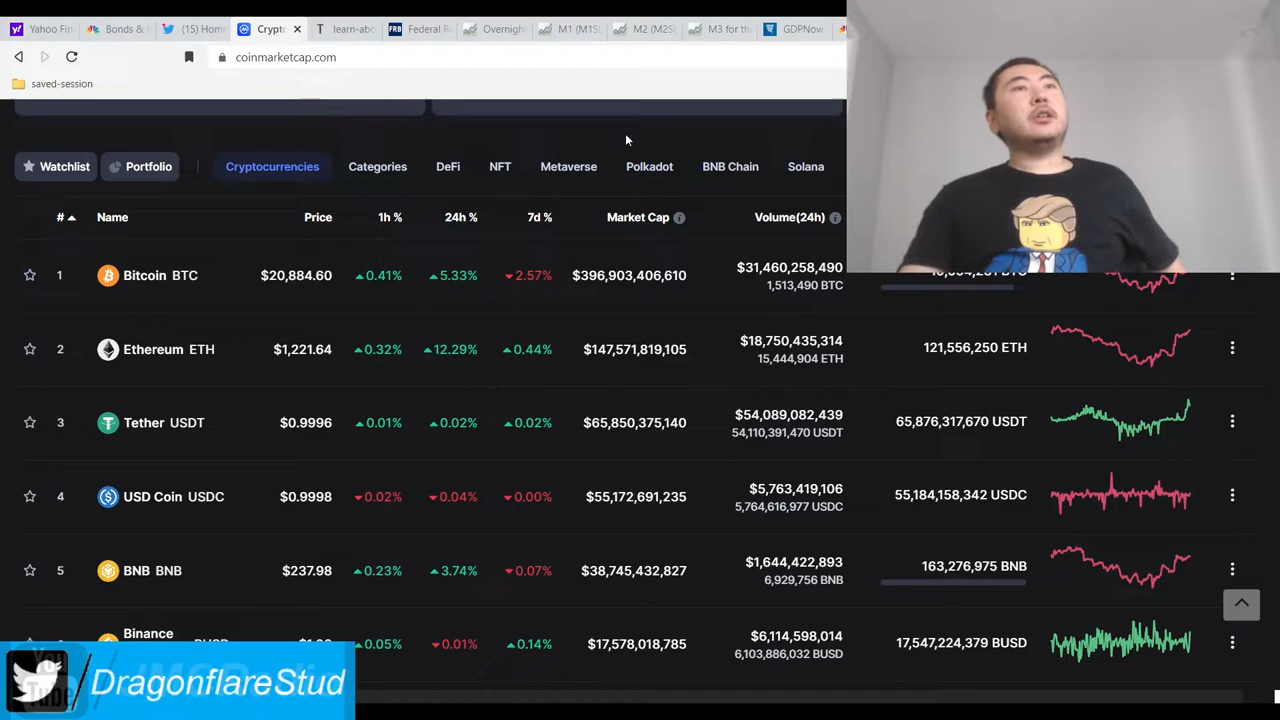 Yahoo Fin
Bonds &
(15) Hom
Crypto
learn-abo
Federal R
Overnigh
M1 (M1SL
M2 (M2SL
M3 for th
GDPNow
coinmarketcap.com
saved-session
Watchlist
Portfolio
Cryptocurrencies
Categories
DeFi
NFT
Metaverse
Polkadot
BNB Chain
Solana
# Name Price 1h % 24h % 7d % Market Cap Volume(24h)
1 Bitcoin BTC $20,884.60 0.41% 5.33% 2.57% $396,903,406,610 $31,460,258,490
1,513,490 BTC
2 Ethereum ETH $1,221.64 0.32% 12.29% 0.44% $147,571,819,105 $18,750,435,314 121,556,250 ETH
15,444,904 ETH
3 Tether USDT $0.9996 0.01% 0.02% 0.02% $65,850,375,140 $54,089,082,439 65,876,317,670 USDT
54,110,391,470 USDT
4 USD Coin USDC $0.9998 0.02% 0.04% 0.00% $55,172,691,235 $5,763,419,106 55,184,158,342 USDC
5,764,616,977 USDC
5 BNB BNB $237.98 0.23% 3.74% 0.07% $38,745,432,827 $1,644,422,893 163,276,975 BNB
6,929,756 BNB
Binance 0.05% 0.01% 0.14% $17,578,018,785 $6,114,598,014 17,547,224,379 BUSD
6,103,886,032 BUSD
/DragonflareStud